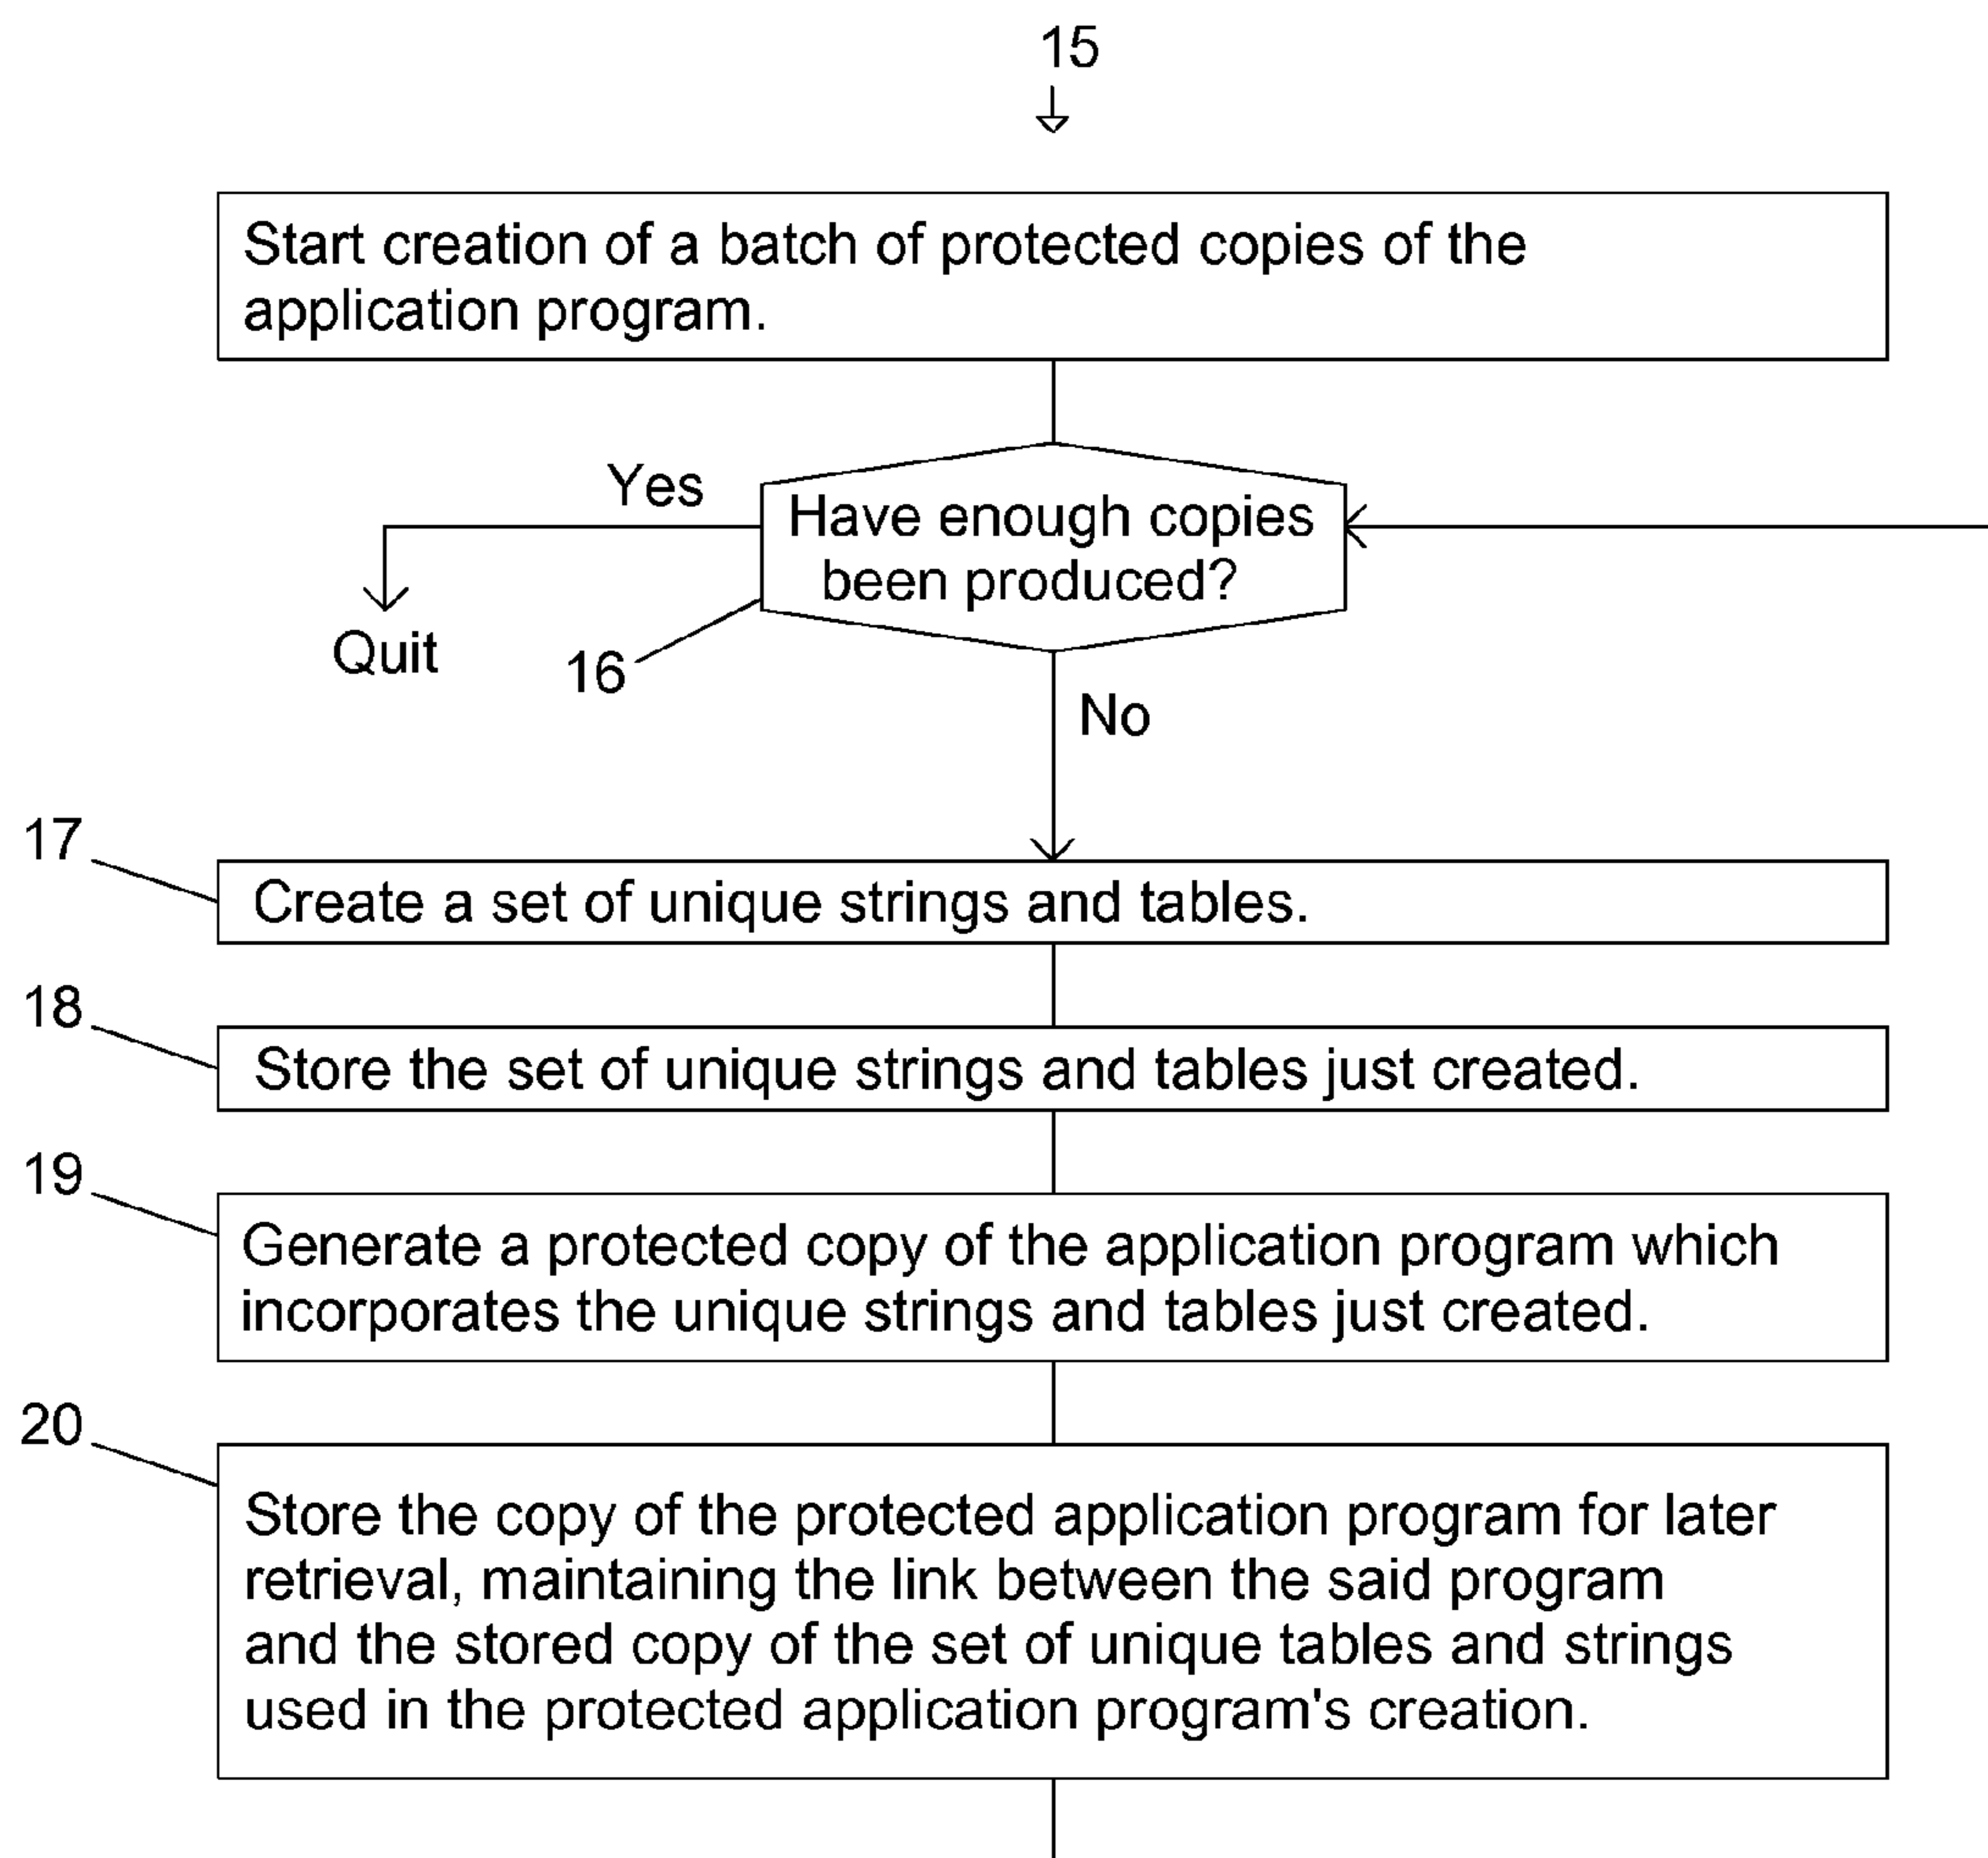 15
Start creation of a batch of protected copies of the
application program.
Yes
Have enough copies
been produced?
Quit
16
No
17
Create a set of unique strings and tables.
18
Store the set of unique strings and tables just created.
19
Generate a protected copy of the application program which
incorporates the unique strings and tables just created.
20
Store the copy of the protected application program for later
retrieval, maintaining the link between the said program
and the stored copy of the set of unique tables and strings
used in the protected application program's creation.